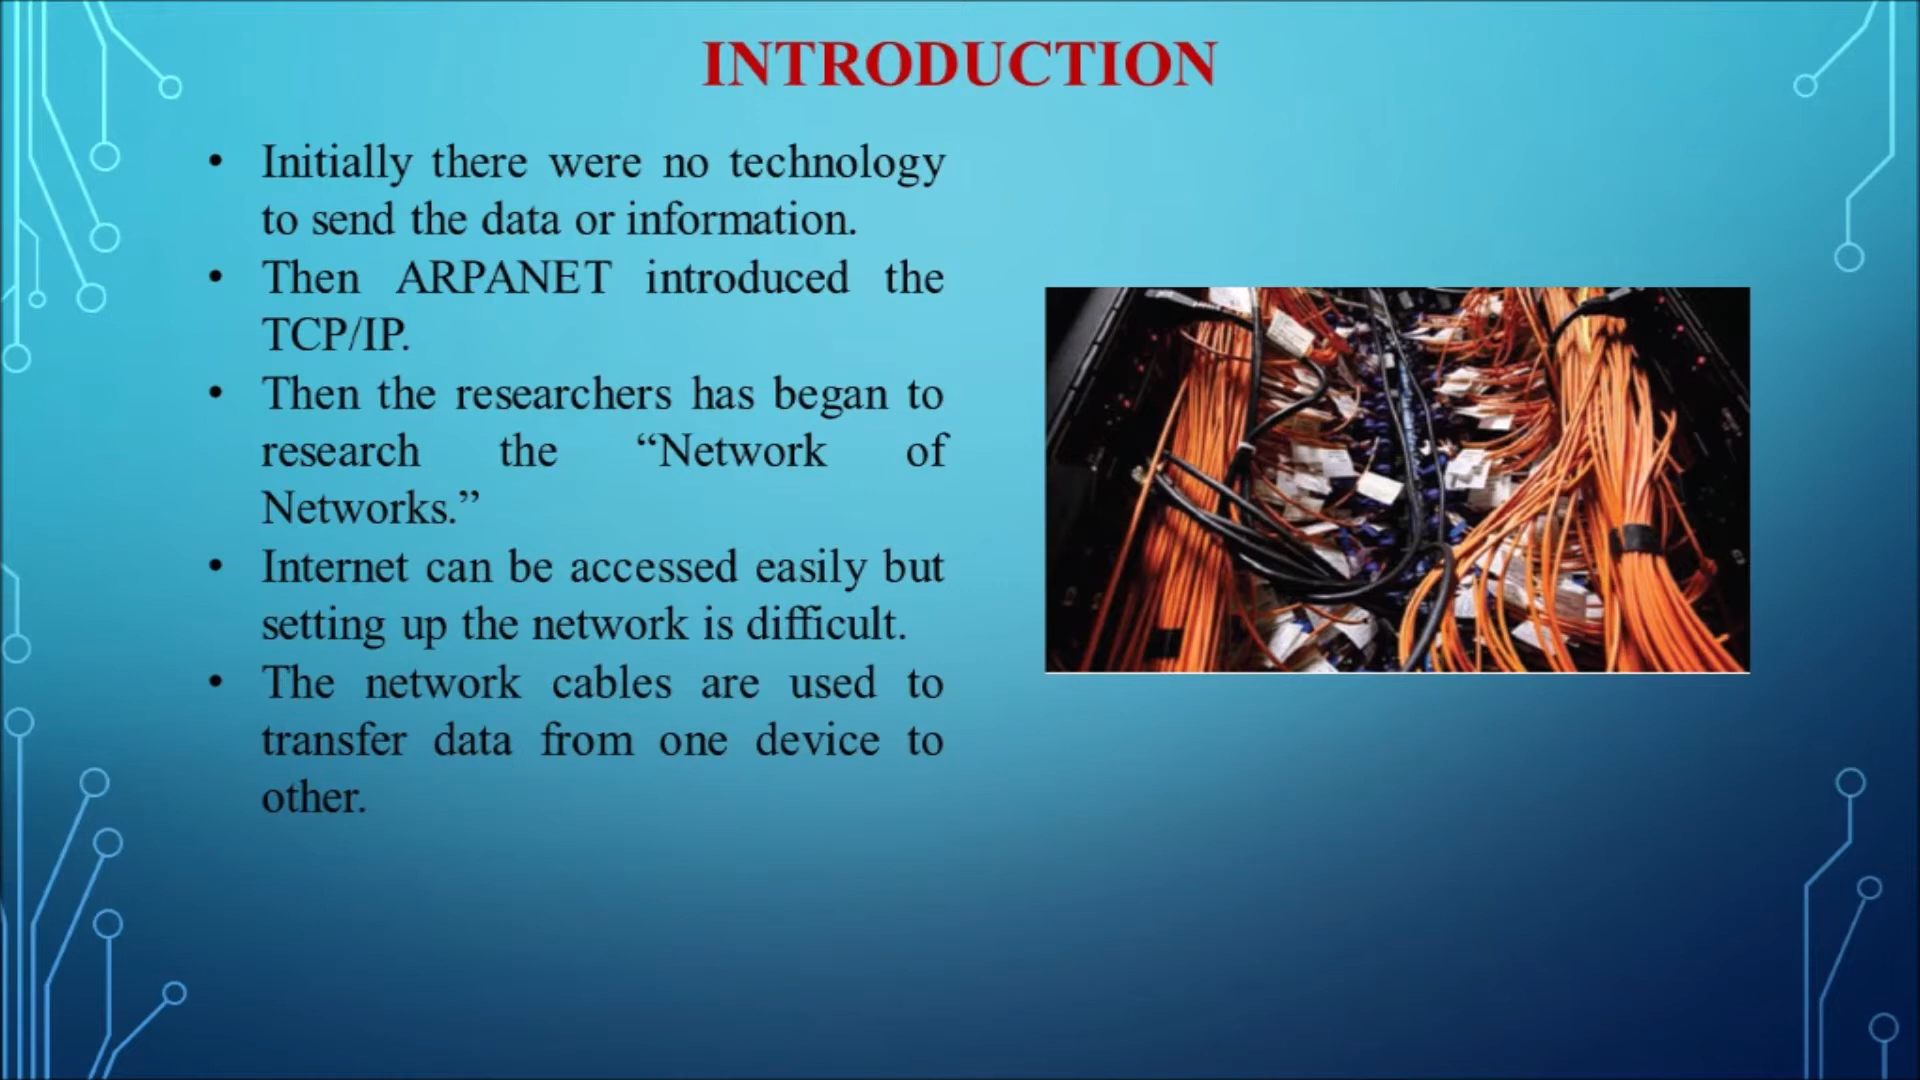 INTRODUCTION
• Initially there were no technology
to send the data or information.
• Then ARPANET introduced the
TCP/IP.
• Then the researchers has began to
research the “Network of
Networks.”
• Internet can be accessed easily but
setting up the network is difficult.
• The network cables are used to
transfer data from one device to
other.